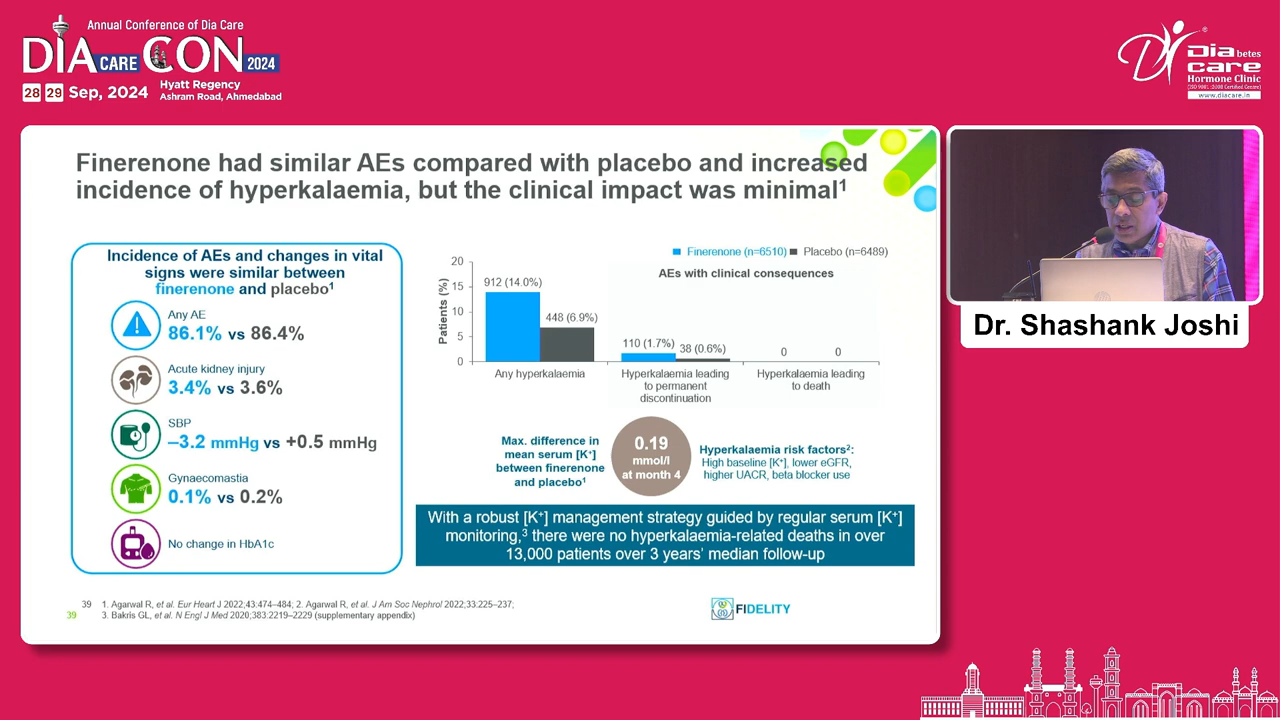 Annual Conference of Dia Care
DIA CARE CON 2024
28 29 Sep, 2024
Hyatt Regency
Ashram Road, Ahmedabad
Dia betes
care
Hormone Clinic
(ISO 9001 :2008 Certified Centre)
www.diacare.in
Finerenone had similar AEs compared with placebo and increased
incidence of hyperkalaemia, but the clinical impact was minimal¹
Incidence of AEs and changes in vital
signs were similar between
finerenone and placebo¹
Any AE
86.1% vs 86.4%
Acute kidney injury
3.4% vs 3.6%
SBP
–3.2 mmHg vs +0.5 mmHg
Gynaecomastia
0.1% vs 0.2%
No change in HbA1c
Finerenone (n=6510) Placebo (n=6489)
AEs with clinical consequences
Patients (%)
20
15
10
5
0
912 (14.0%)
448 (6.9%)
110 (1.7%)
38 (0.6%)
0
0
Any hyperkalaemia
Hyperkalaemia leading
to permanent
discontinuation
Hyperkalaemia leading
to death
Max. difference in
mean serum [K⁺]
between finerenone
and placebo¹
0.19
mmol/l
at month 4
Hyperkalaemia risk factors²:
High baseline [K⁺], lower eGFR,
higher UACR, beta blocker use
With a robust [K⁺] management strategy guided by regular serum [K⁺]
monitoring,³ there were no hyperkalaemia-related deaths in over
13,000 patients over 3 years' median follow-up
39 1. Agarwal R, et al. Eur Heart J 2022;43:474–484; 2. Agarwal R, et al. J Am Soc Nephrol 2022;33:225–237;
39 3. Bakris GL, et al. N Engl J Med 2020;383:2219–2229 (supplementary appendix)
FIDELITY
Dr. Shashank Joshi